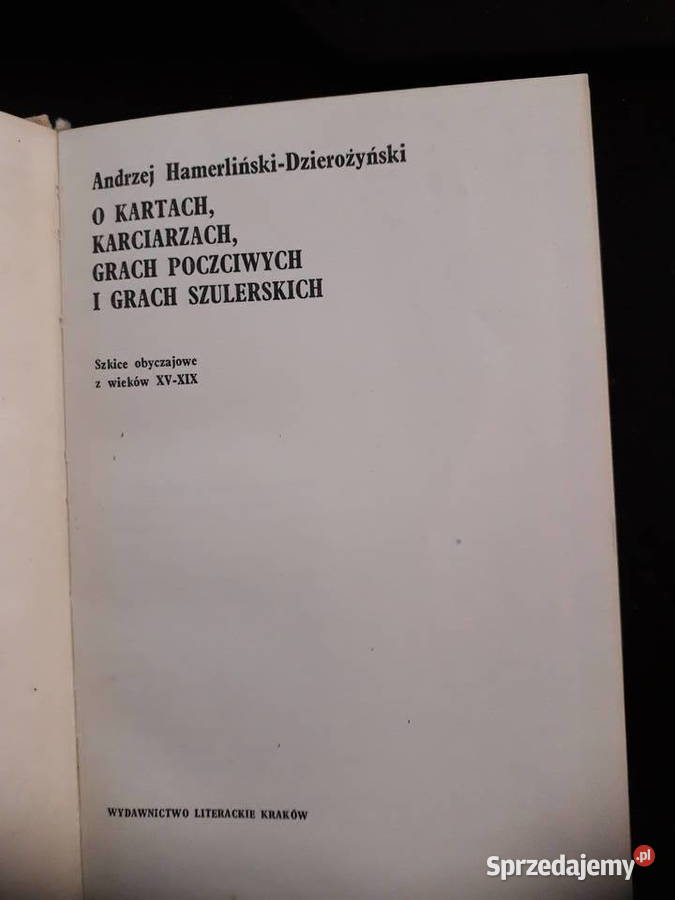 Andrzej Hamerliński-Dzierożyński
O KARTACH,
KARCIARZACH,
GRACH POCZCIWYCH
I GRACH SZULERSKICH
Szkice obyczajowe
z wieków XV-XIX
WYDAWNICTWO LITERACKIE KRAKÓW
Sprzedajemy.pl